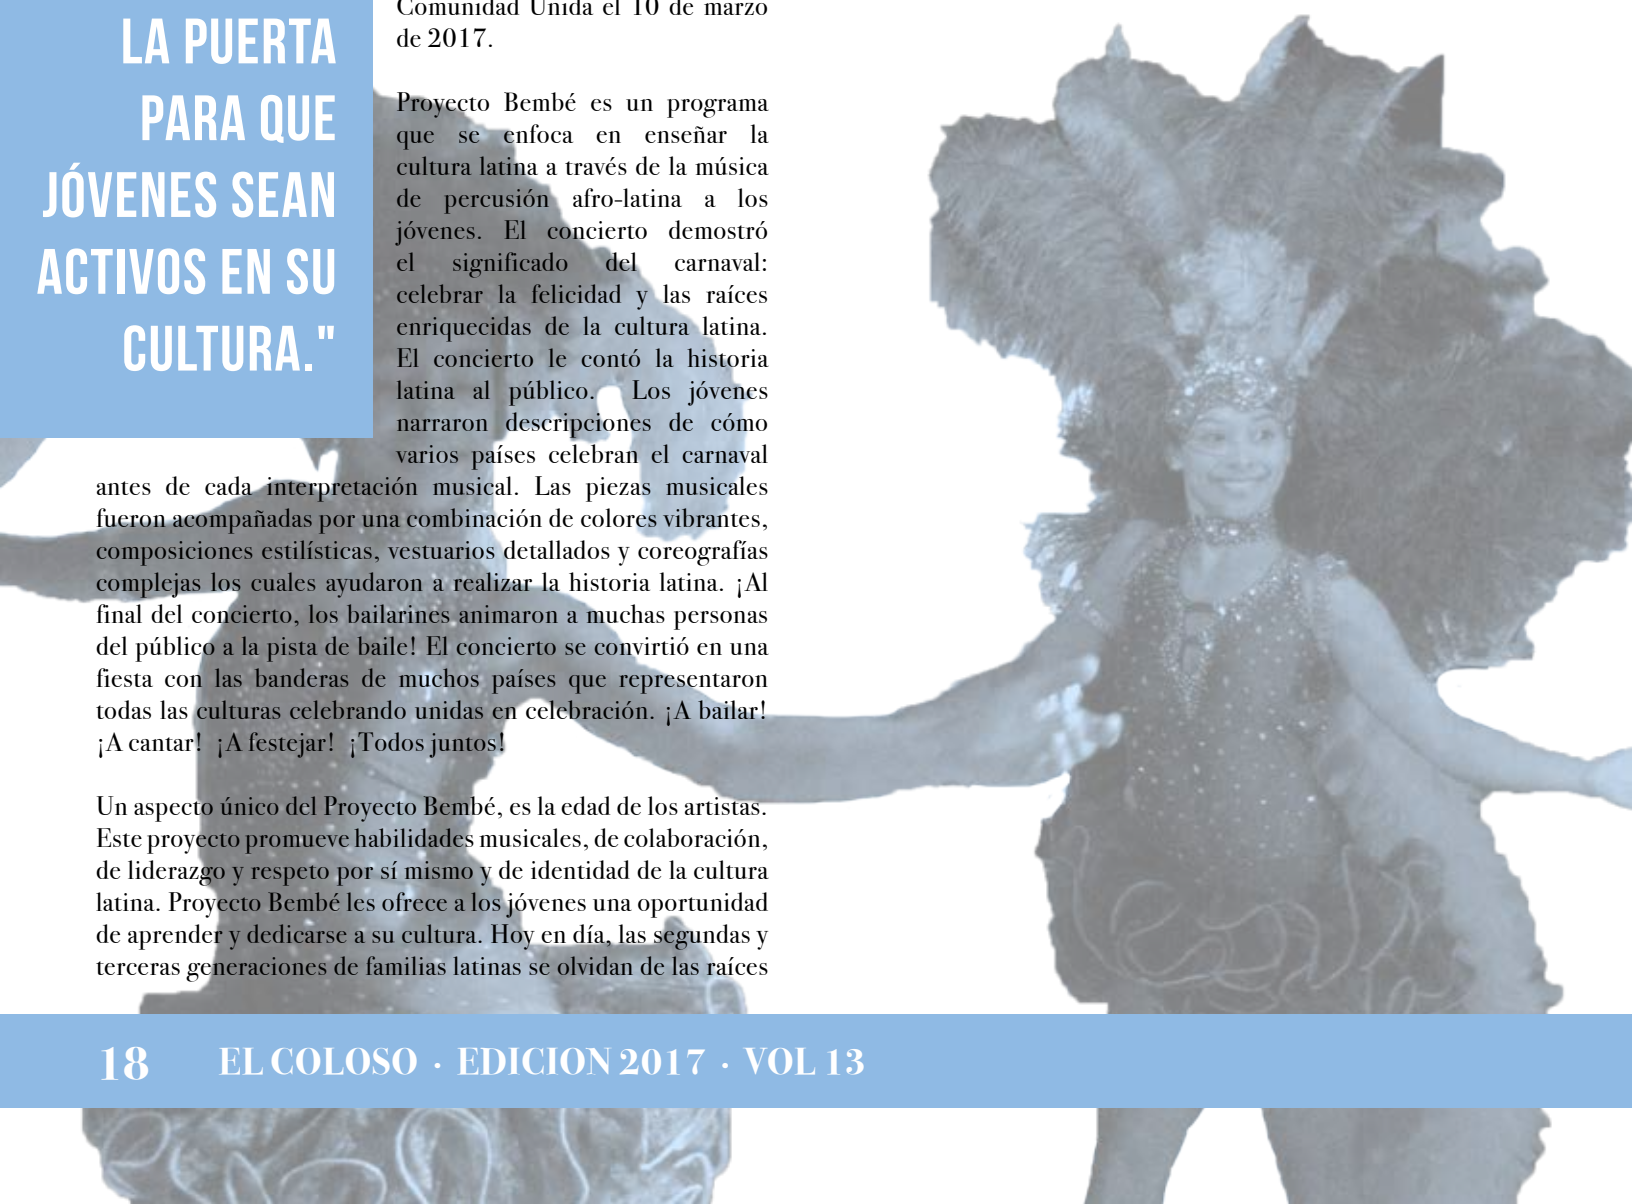 LA PUERTA
PARA QUE
JÓVENES SEAN
ACTIVOS EN SU
CULTURA."
Comunidad Unida el 10 de marzo
de 2017.
Proyecto Bembé es un programa
que se enfoca en enseñar la
cultura latina a través de la música
de percusión afro-latina a los
jóvenes. El concierto demostró
el significado del carnaval:
celebrar la felicidad y las raíces
enriquecidas de la cultura latina.
El concierto le contó la historia
latina al público. Los jóvenes
narraron descripciones de cómo
varios países celebran el carnaval
antes de cada interpretación musical. Las piezas musicales
fueron acompañadas por una combinación de colores vibrantes,
composiciones estilísticas, vestuarios detallados y coreografías
complejas los cuales ayudaron a realizar la historia latina. ¡Al
final del concierto, los bailarines animaron a muchas personas
del público a la pista de baile! El concierto se convirtió en una
fiesta con las banderas de muchos países que representaron
todas las culturas celebrando unidas en celebración. ¡A bailar!
¡A cantar! ¡A festejar! ¡Todos juntos!
Un aspecto único del Proyecto Bembé, es la edad de los artistas.
Este proyecto promueve habilidades musicales, de colaboración,
de liderazgo y respeto por sí mismo y de identidad de la cultura
latina. Proyecto Bembé les ofrece a los jóvenes una oportunidad
de aprender y dedicarse a su cultura. Hoy en día, las segundas y
terceras generaciones de familias latinas se olvidan de las raíces
18 EL COLOSO · EDICION 2017 · VOL 13